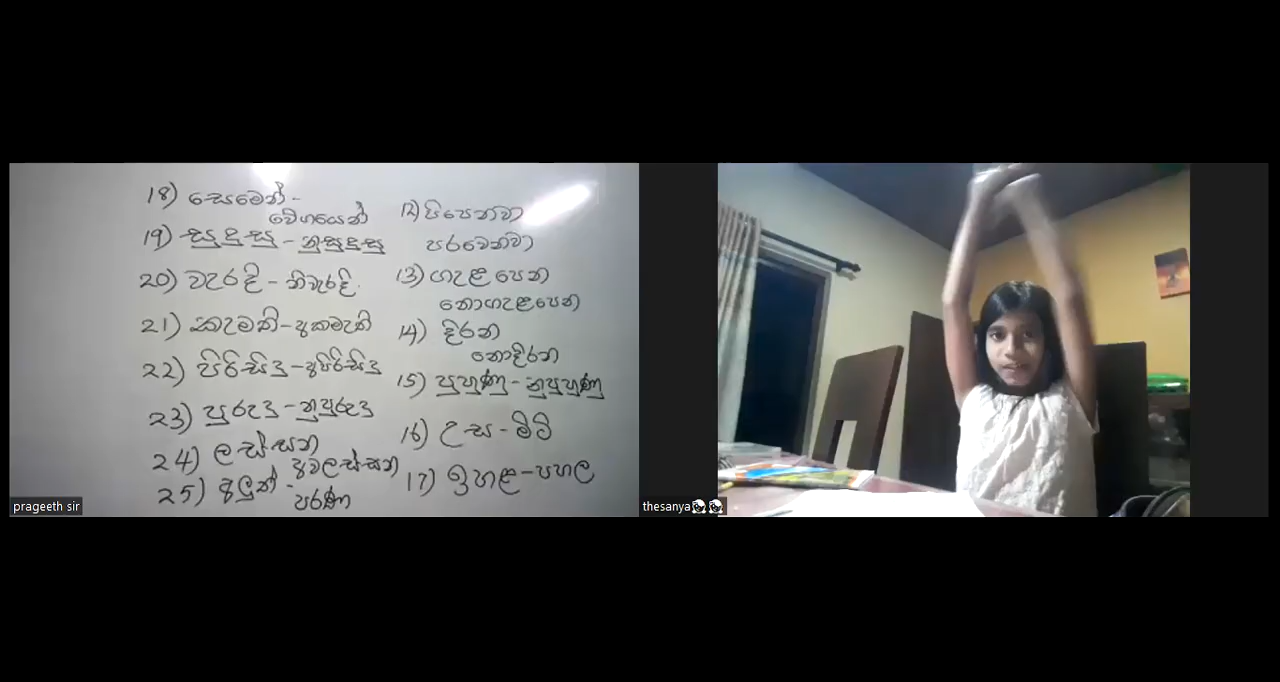 18) සෙමෙන් -
වේගයෙන්
19) සුදුසු - නුසුදුසු
20) වැරදි - නිවැරදි
21) කැමති - අකමැති
22) පිරිසිදු - අපිරිසිදු
23) පුරුදු - නුපුරුදු
24) ලස්සන
අවලස්සන
25) අලුත් -
පරණ
12) පිපෙනවා
පරවෙනවා
13) ගැළපෙන
නොගැළපෙන
14) දිරන
නොදිරන
15) පුහුණු - නුපුහුණු
16) උස - මිටි
17) ඉහළ - පහල
prageeth sir
thesanya